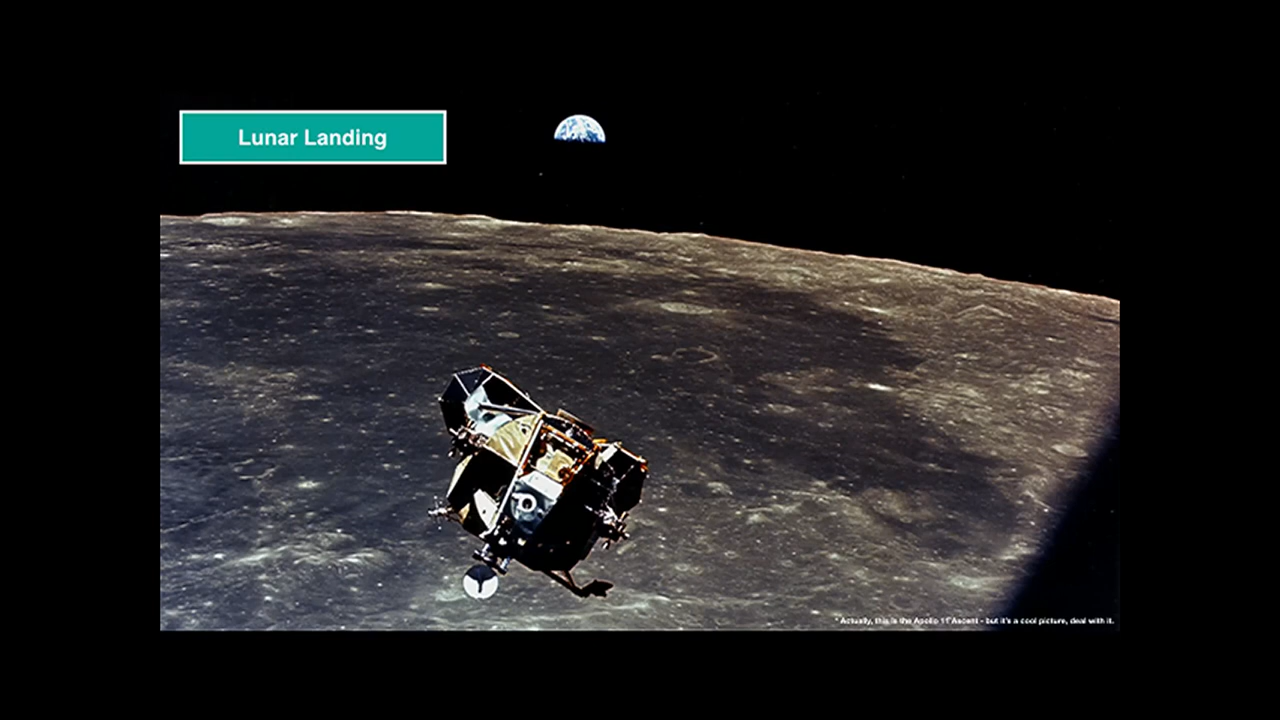 Lunar Landing
* Actually, this is the Apollo 11 Ascent - but it's a cool picture, deal with it.